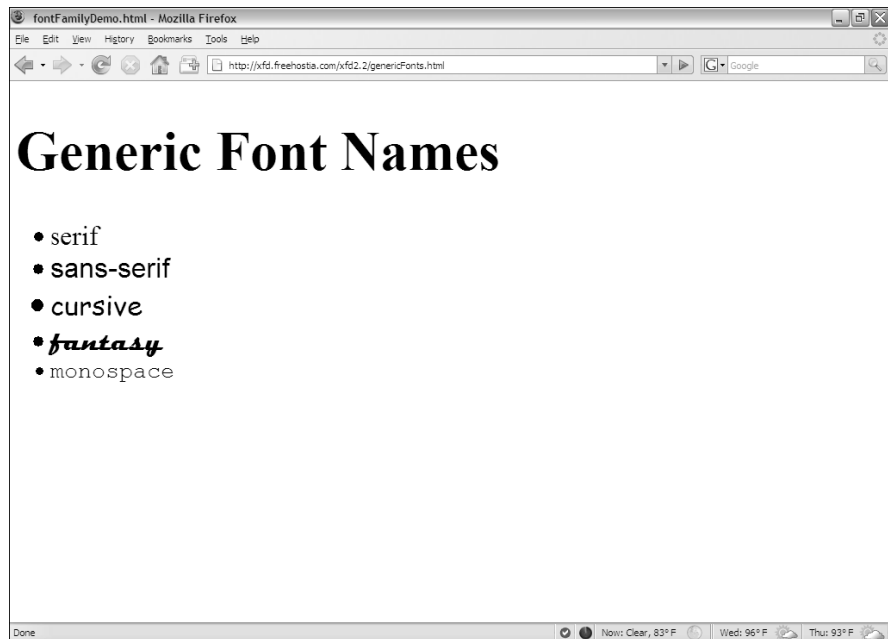 fontFamilyDemo.html - Mozilla Firefox
File Edit View History Bookmarks Tools Help
http://xfd.freehostia.com/xfd2.2/genericFonts.html G Google
Generic Font Names
serif
sans-serif
cursive
fantasy
monospace
Done Now: Clear, 83° F Wed: 96° F Thu: 93° F